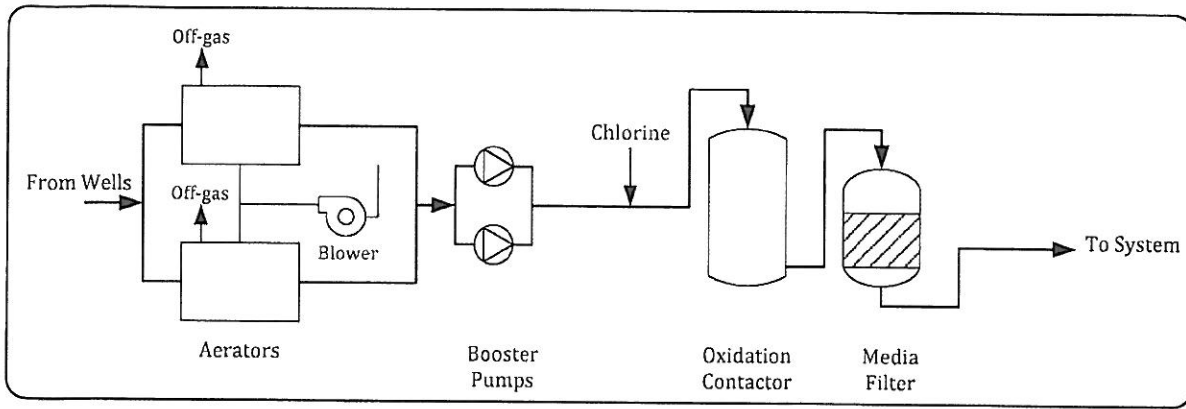 Off-gas
From Wells
Off-gas
Blower
Chlorine
To System
Aerators
Booster
Pumps
Oxidation
Contactor
Media
Filter